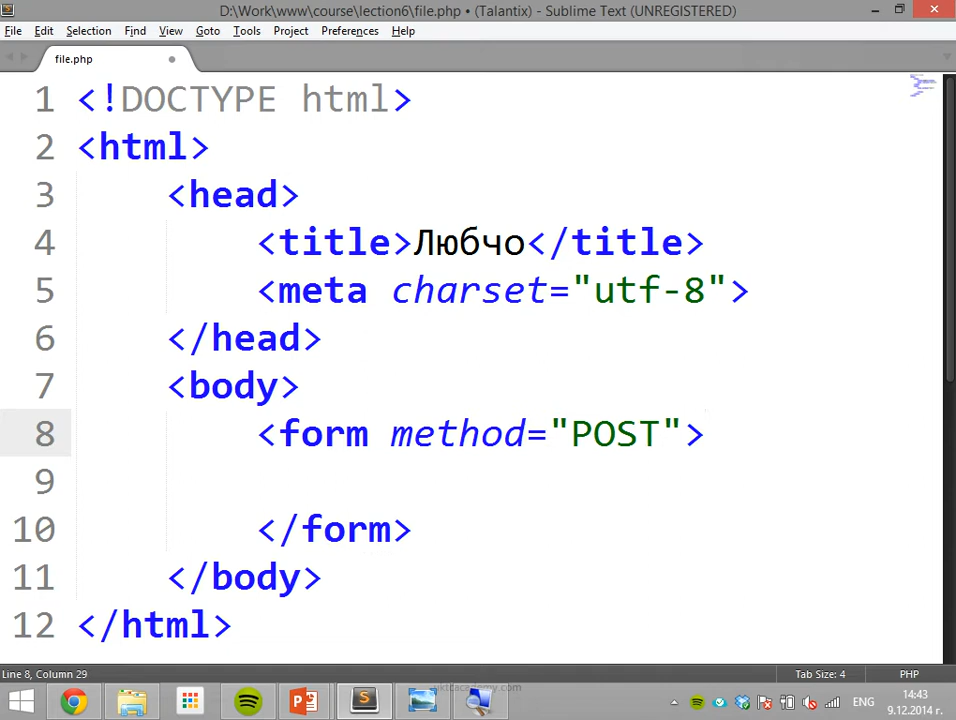 D:\Work\www\course\lection6\file.php • (Talantix) - Sublime Text (UNREGISTERED)
File Edit Selection Find View Goto Tools Project Preferences Help
file.php
1 <!DOCTYPE html>
2 <html>
3 <head>
4 <title>Любчо</title>
5 <meta charset="utf-8">
6 </head>
7 <body>
8 <form method="POST">
9
10 </form>
11 </body>
12 </html>
Line 8, Column 29 Tab Size: 4 PHP
ENG 14:43
9.12.2014 г.